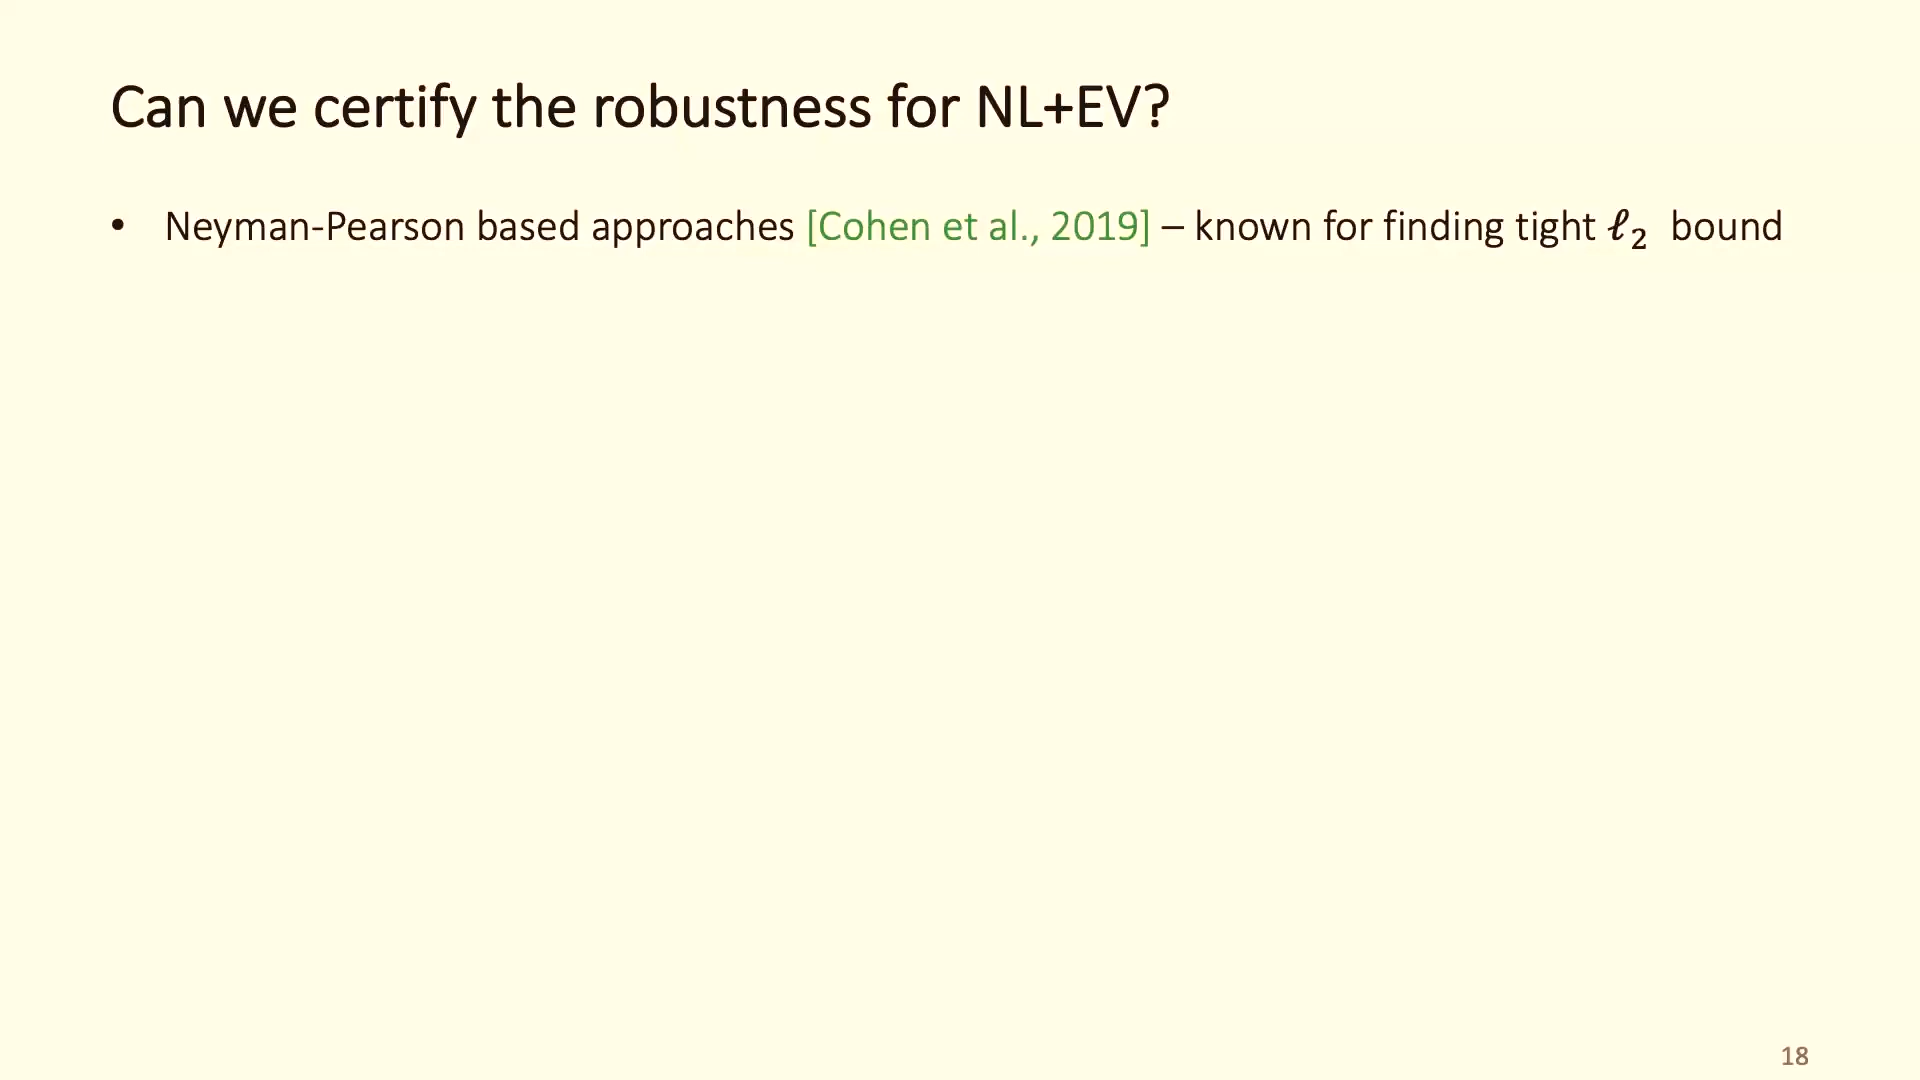 Can we certify the robustness for NL+EV?
• Neyman-Pearson based approaches [Cohen et al., 2019] – known for finding tight ℓ₂ bound
18